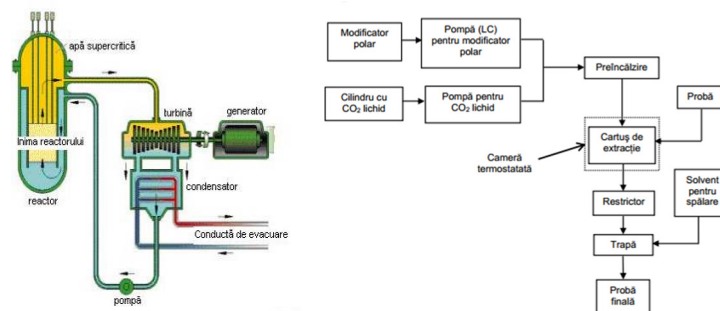 apă supercritică
turbină
generator
Inima reactorului
reactor
condensator
Conductă de evacuare
pompă
Modificator
polar
Pompă (LC)
pentru modificator
polar
Preîncălzire
Cilindru cu
CO₂ lichid
Pompă pentru
CO₂ lichid
Probă
Cartuş de
extracție
Cameră
termostatată
Solvent
pentru
spălare
Restrictor
Trapă
Probă
finală